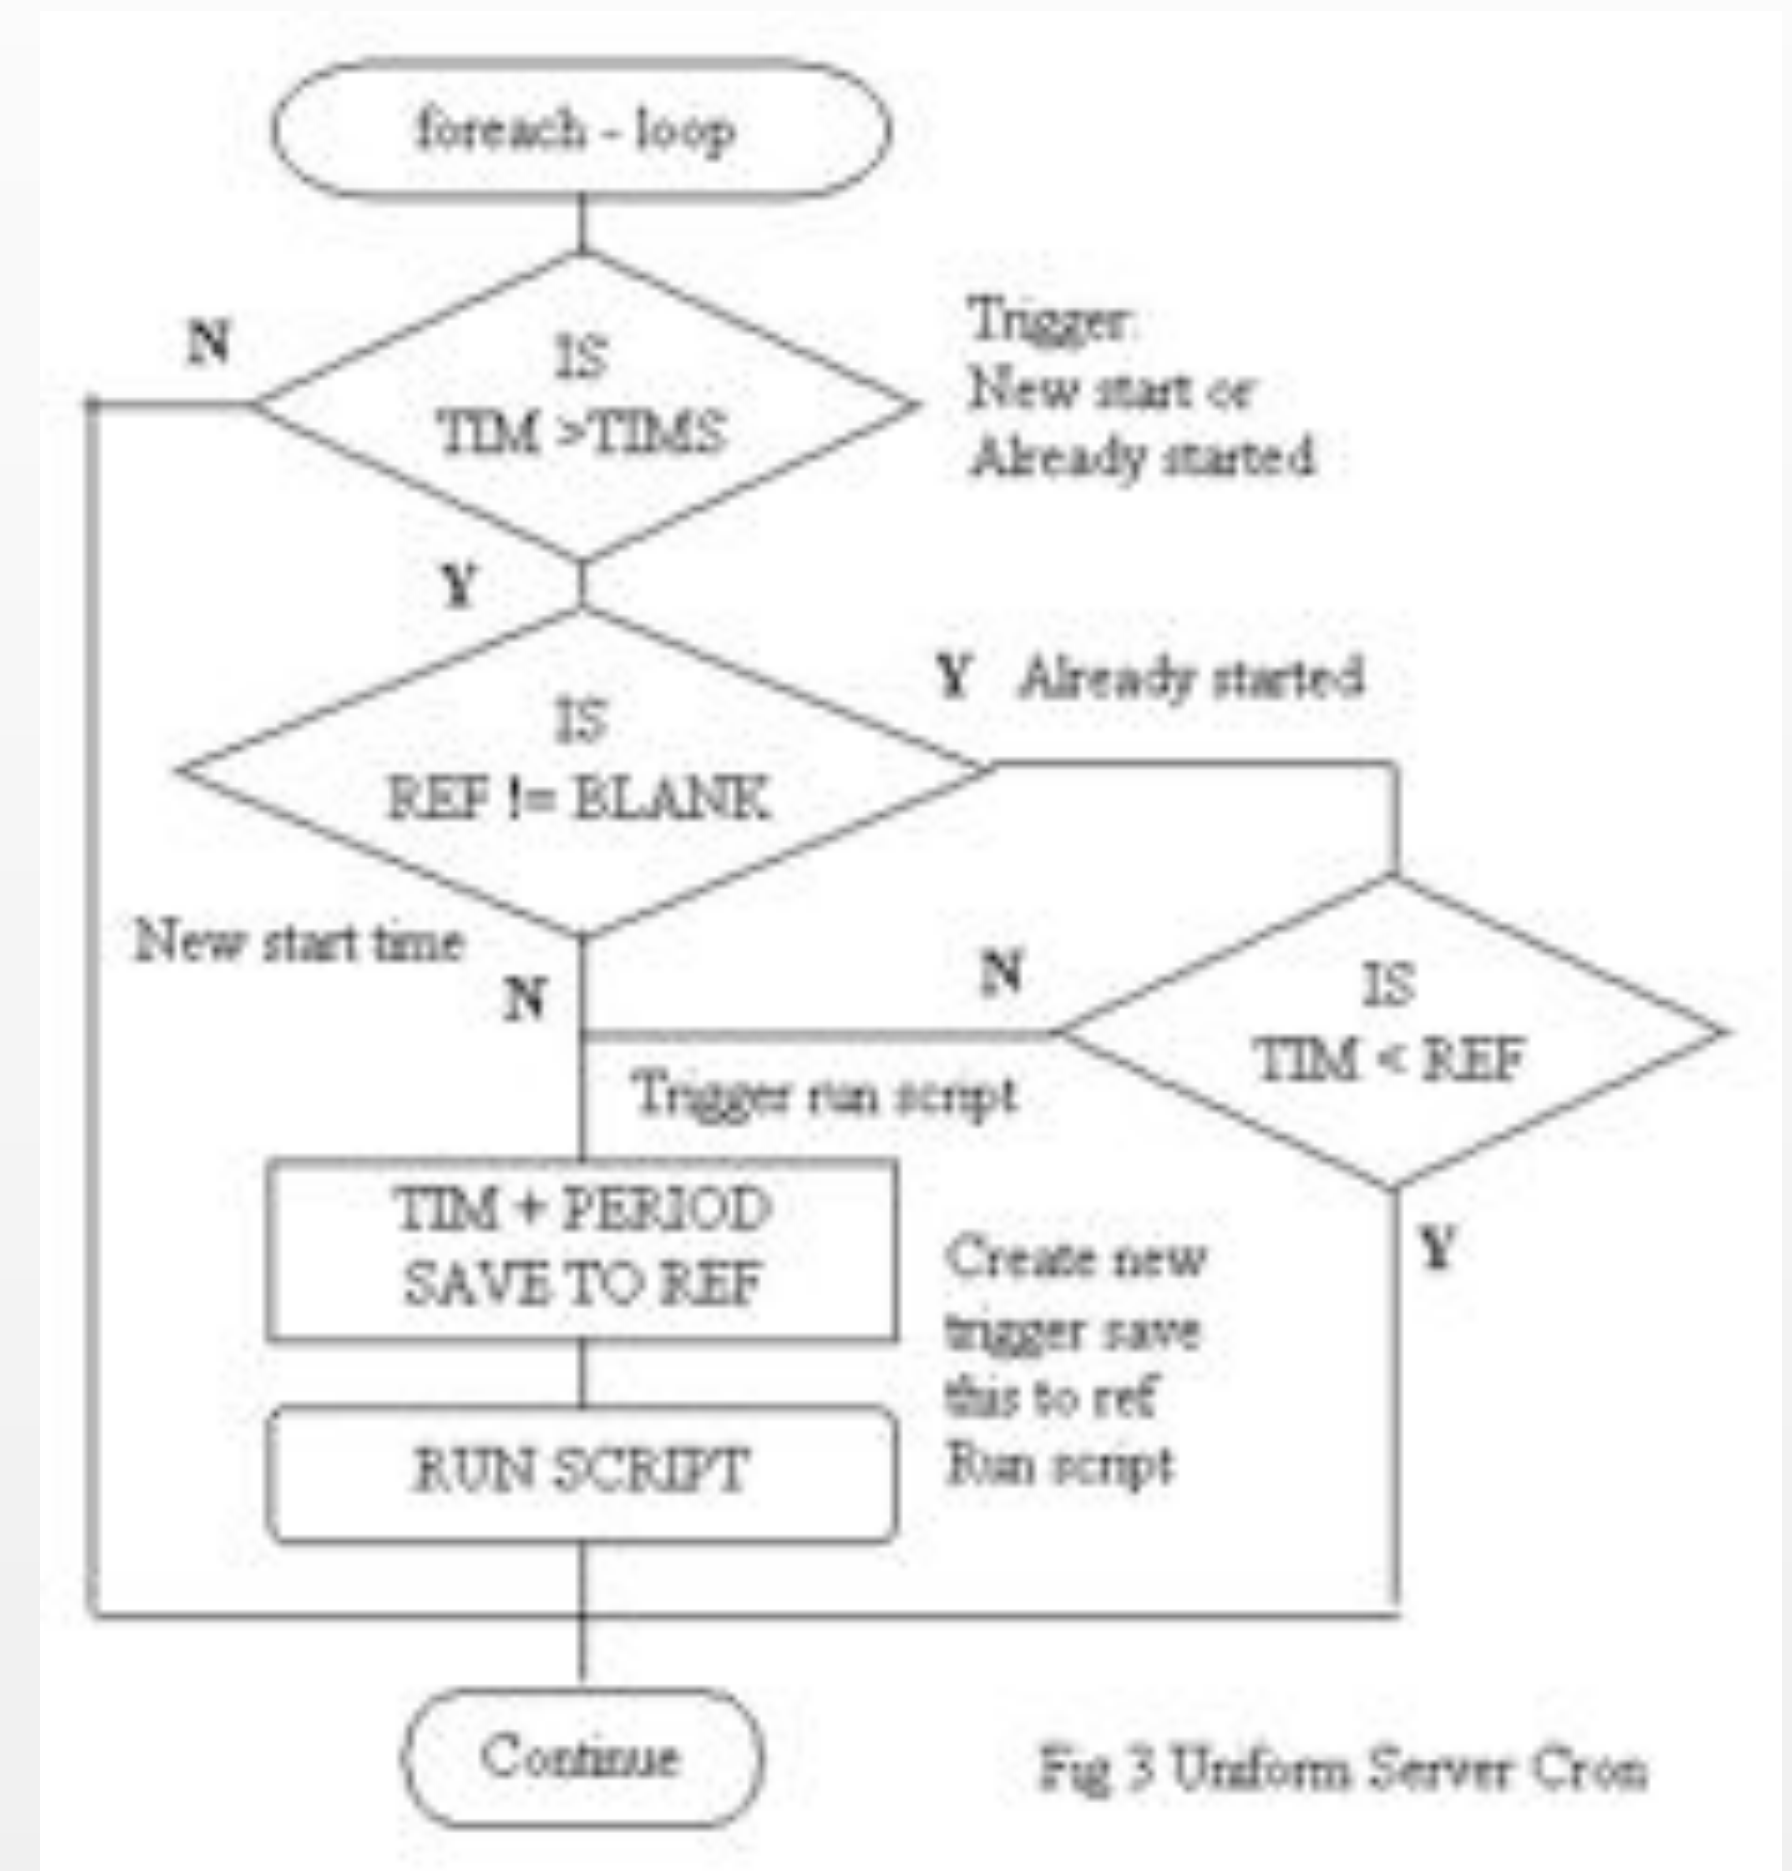 foreach - loop
N
IS
TIM >TIMS
Trigger:
New start or
Already started
Y
Y Already started
IS
REF != BLANK
New start time
N
N
IS
TIM < REF
Trigger run script
TIM + PERIOD
SAVE TO REF
Y
Create new
trigger save
this to ref
Run script
RUN SCRIPT
Continue
Fig 3 Uniform Server Cron